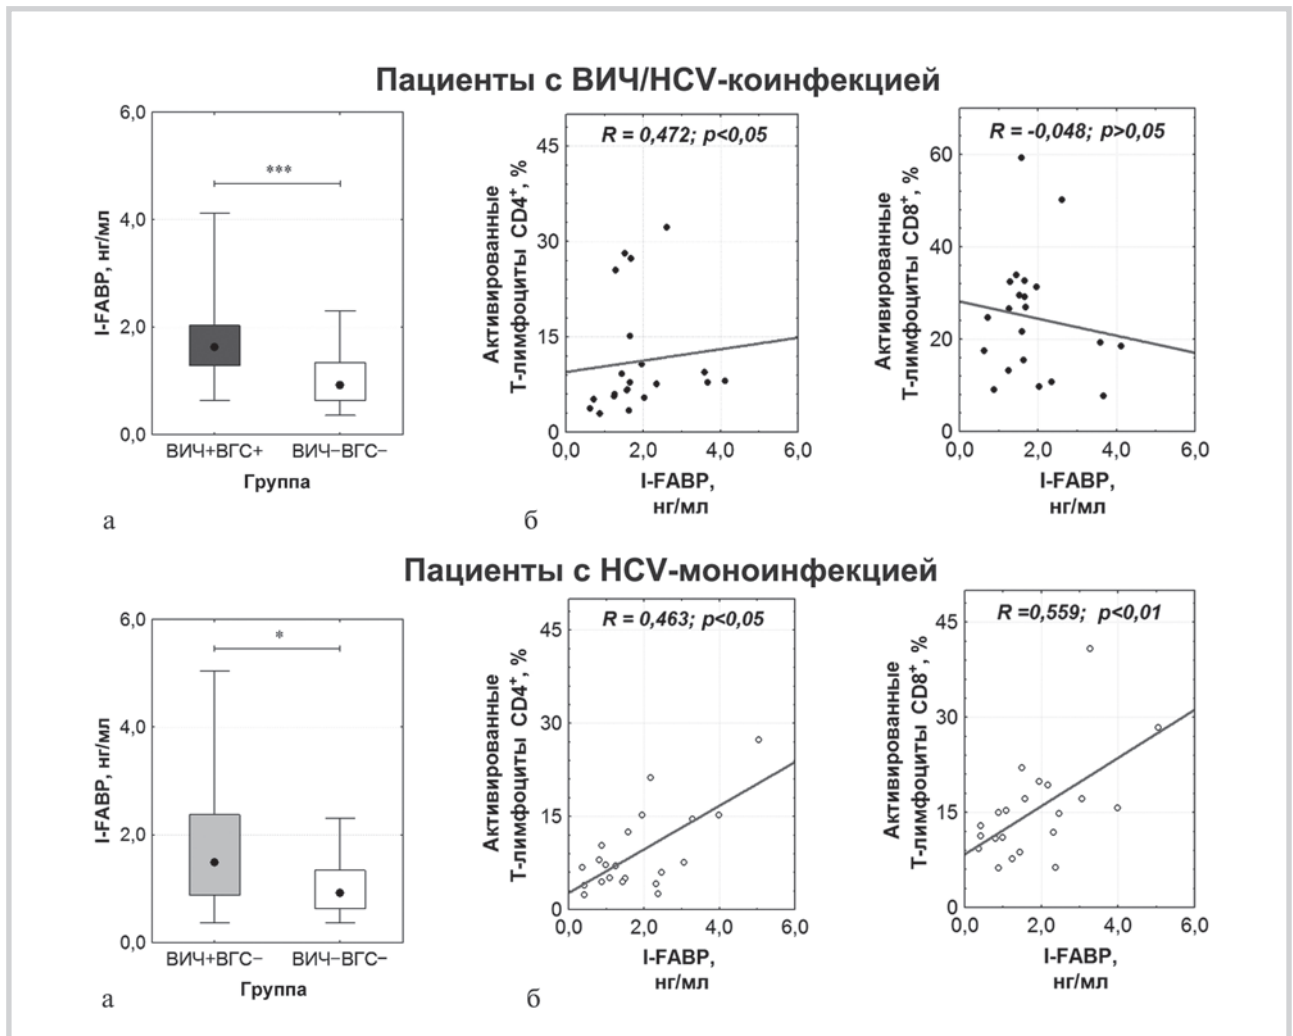 Пациенты с ВИЧ/HCV-коинфекцией
6,0
4,0
2,0
0,0
I-FABP, нг/мл
***
ВИЧ+ВГС+ ВИЧ−ВГС−
Группа
а
R = 0,472; p<0,05
45
30
15
0
Активированные
Т-лимфоциты CD4+, %
0,0 2,0 4,0 6,0
I-FABP,
нг/мл
б
R = -0,048; p>0,05
60
40
20
0
Активированные
Т-лимфоциты CD8+, %
0,0 2,0 4,0 6,0
I-FABP,
нг/мл
Пациенты с HCV-моноинфекцией
6,0
4,0
2,0
0,0
I-FABP, нг/мл
*
ВИЧ+ВГС− ВИЧ−ВГС−
Группа
а
R = 0,463; p<0,05
45
30
15
0
Активированные
Т-лимфоциты CD4+, %
0,0 2,0 4,0 6,0
I-FABP,
нг/мл
б
R =0,559; p<0,01
45
30
15
0
Активированные
Т-лимфоциты CD8+, %
0,0 2,0 4,0 6,0
I-FABP,
нг/мл